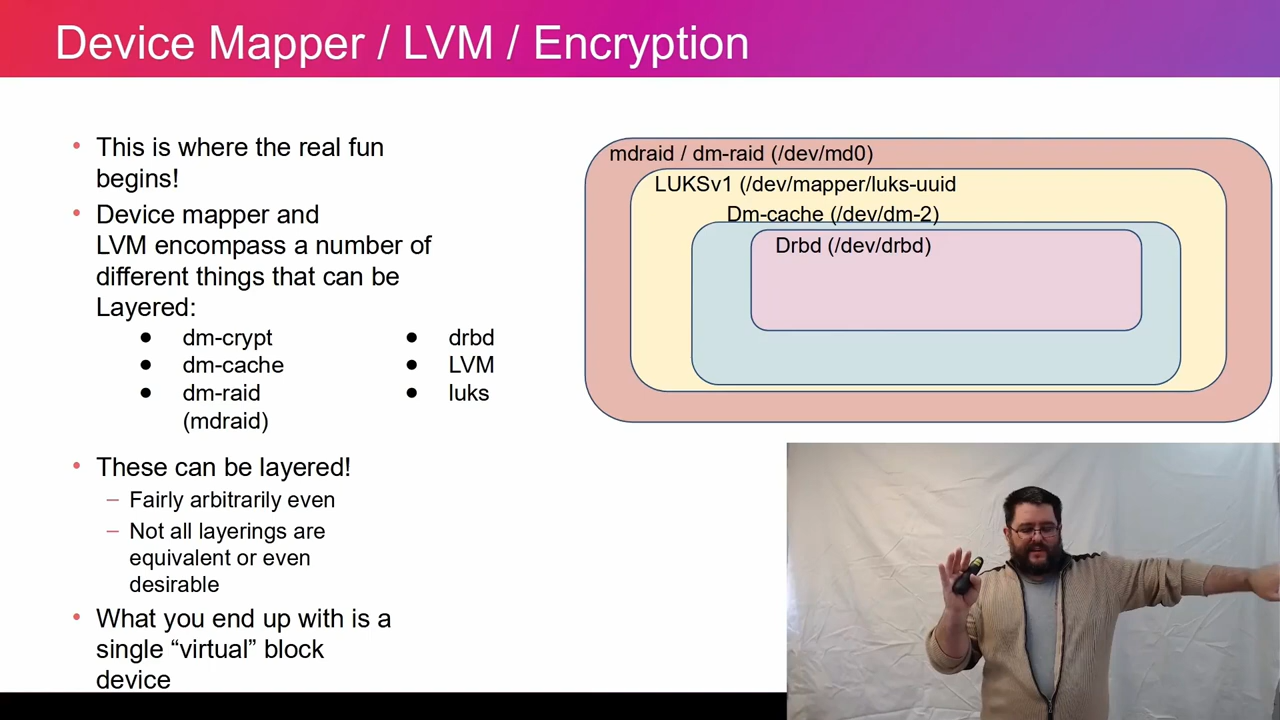 Device Mapper / LVM / Encryption
• This is where the real fun
begins!
• Device mapper and
LVM encompass a number of
different things that can be
Layered:
● dm-crypt
● dm-cache
● dm-raid
(mdraid)
● drbd
● LVM
● luks
• These can be layered!
– Fairly arbitrarily even
– Not all layerings are
equivalent or even
desirable
• What you end up with is a
single “virtual” block
device
mdraid / dm-raid (/dev/md0)
LUKSv1 (/dev/mapper/luks-uuid
Dm-cache (/dev/dm-2)
Drbd (/dev/drbd)